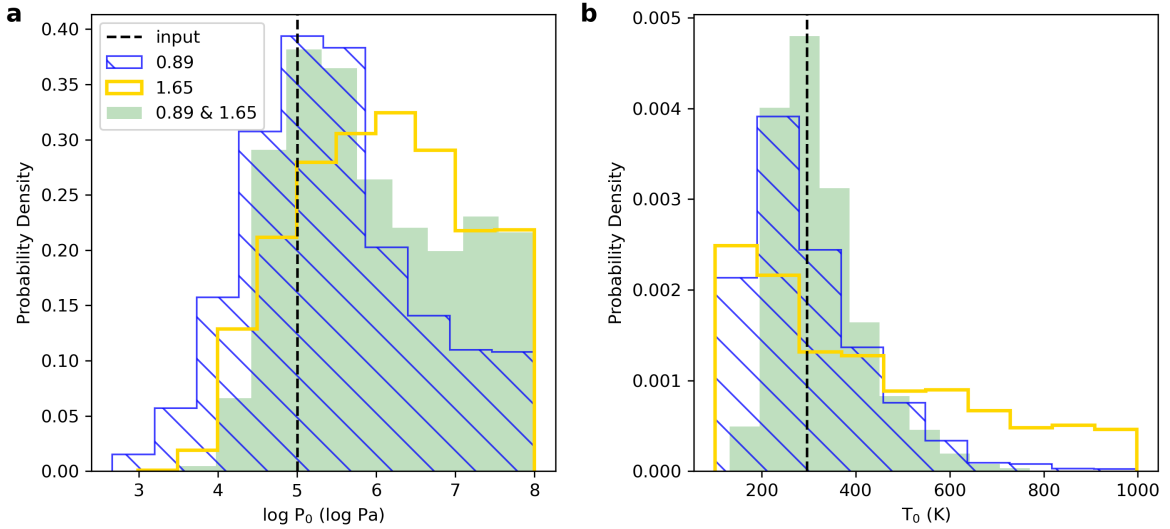 a
input
0.89
1.65
0.89 & 1.65
0.40
0.35
0.30
0.25
0.20
0.15
0.10
0.05
0.00
Probability Density
3 4 5 6 7 8
log P₀ (log Pa)
b
0.005
0.004
0.003
0.002
0.001
0.000
Probability Density
200 400 600 800 1000
T₀ (K)